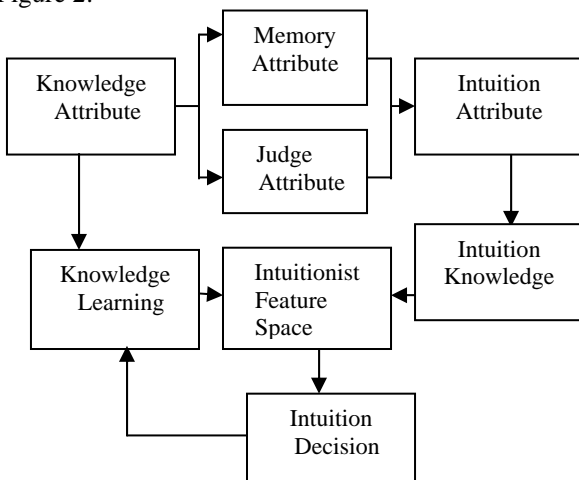 Figure 2.
Memory
Attribute
Knowledge
Attribute
Intuition
Attribute
Judge
Attribute
Knowledge
Learning
Intuitionist
Feature
Space
Intuition
Knowledge
Intuition
Decision